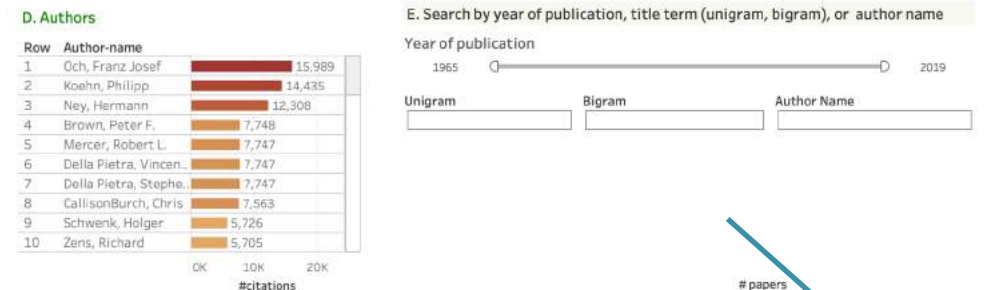 D. Authors
Row Author-name
1 Och, Franz Josef 15,989
2 Koehn, Philipp 14,435
3 Ney, Hermann 12,308
4 Brown, Peter F. 7,748
5 Mercer, Robert L. 7,747
6 Della Pietra, Vincen.. 7,747
7 Della Pietra, Stephe.. 7,747
8 CallisonBurch, Chris 7,563
9 Schwenk, Holger 5,726
10 Zens, Richard 5,705
0K 10K 20K
#citations
E. Search by year of publication, title term (unigram, bigram), or author name
Year of publication
1965 2019
Unigram Bigram Author Name
# papers